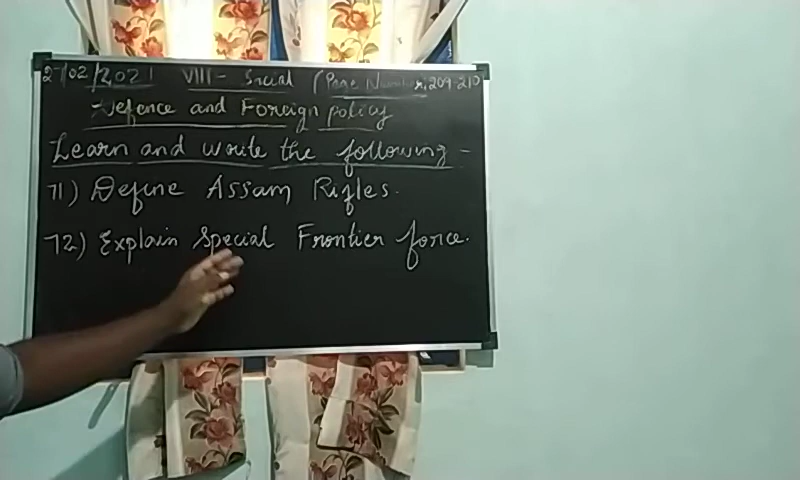 27/02/2021 VIII - Social (Page Number: 209-210
Defence and Foreign policy
Learn and write the following -
71) Define Assam Rifles.
72) Explain Special Frontier force.